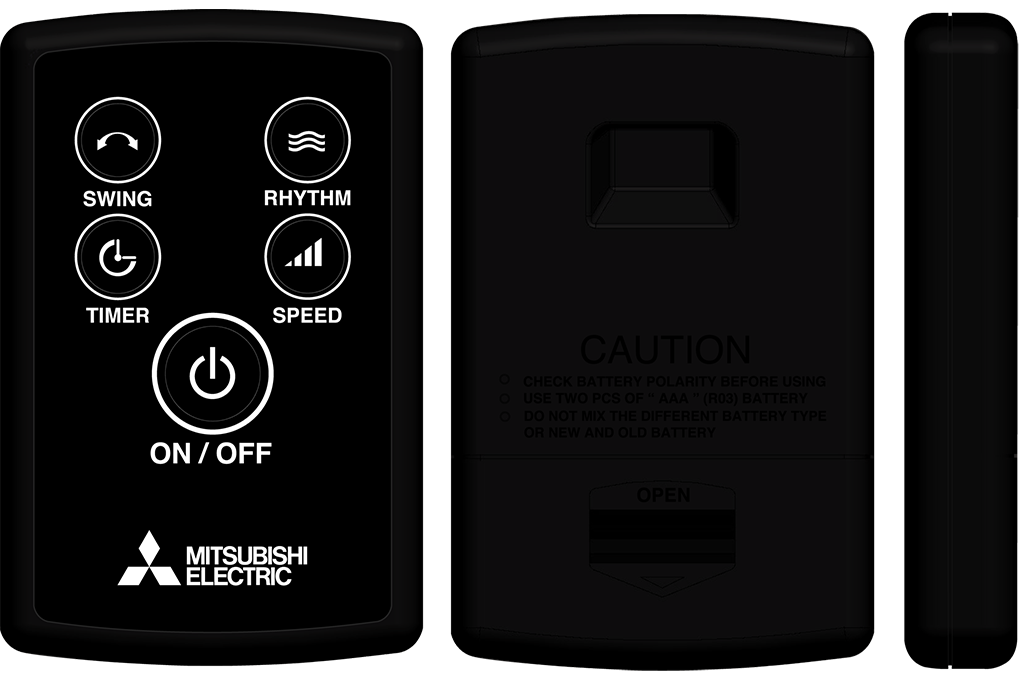 SWING
RHYTHM
TIMER
SPEED
ON / OFF
MITSUBISHI
ELECTRIC
CAUTION
CHECK BATTERY POLARITY BEFORE USING
USE TWO PCS OF " AAA " (R03) BATTERY
DO NOT MIX THE DIFFERENT BATTERY TYPE
OR NEW AND OLD BATTERY
OPEN